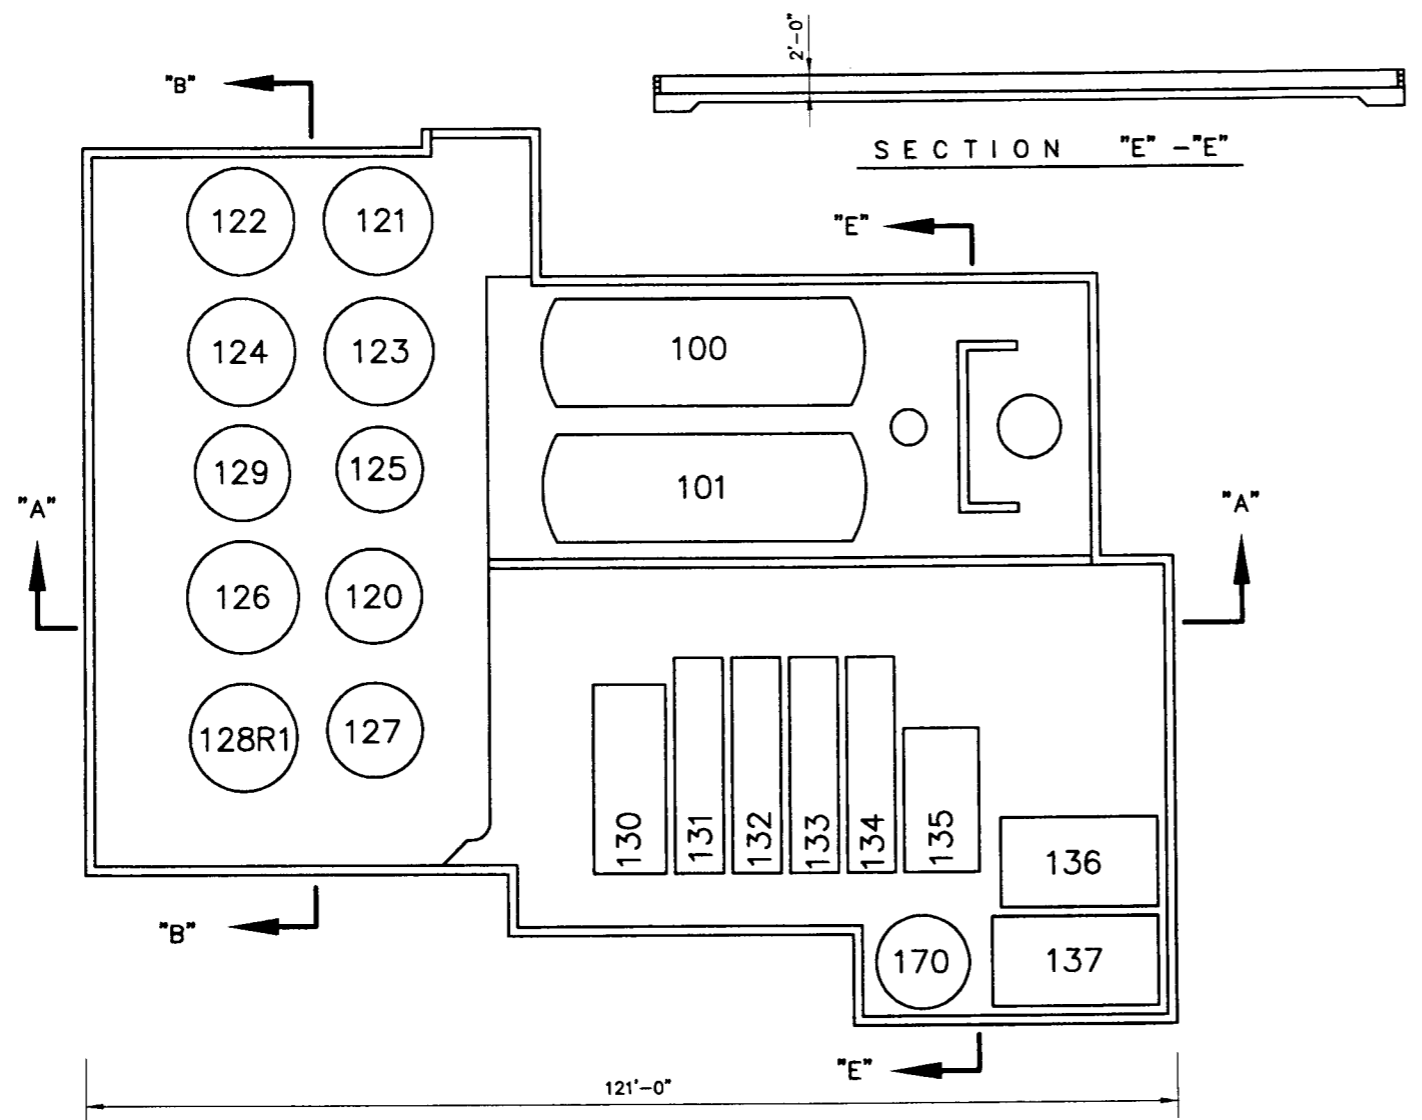 2'-0"
"B"
SECTION "E" -"E"
122 121
"E"
124 123 100
129 125 101
"A" "A"
126 120
128R1 127
130 131 132 133 134 135
136
"B"
170 137
"E"
121'-0"